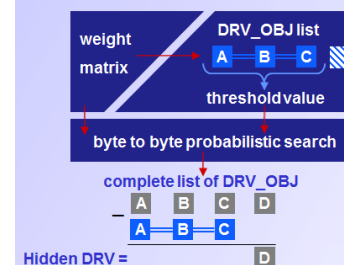 weight
matrix
DRV_OBJ list
A B C
threshold value
byte to byte probabilistic search
complete list of DRV_OBJ
A B C D
– A B C
Hidden DRV = D